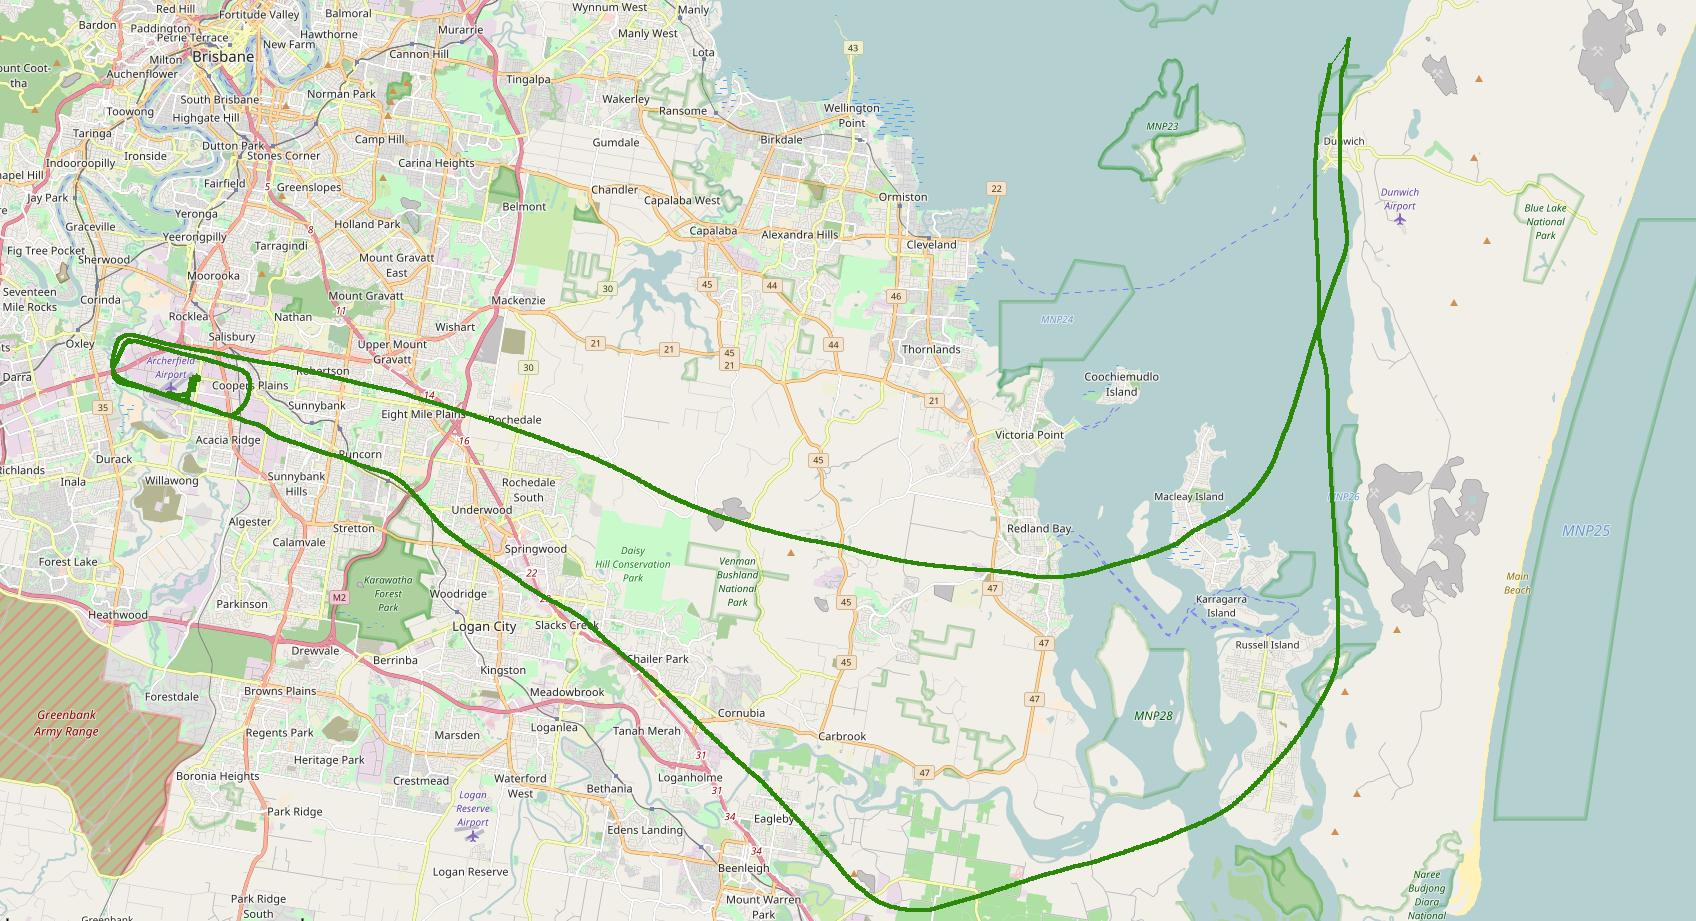 Red Hill
Fortitude Valley
Balmoral
Wynnum West
Manly
Bardon
Paddington
Petrie Terrace
Hawthorne
Murarrie
Manly West
New Farm
Milton
Brisbane
Cannon Hill
Lota
43
Auchenflower
Tingalpa
South Brisbane
Norman Park
Wakerley
Ransome
Wellington
Point
Toowong
Highgate Hill
Taringa
Dutton Park
Camp Hill
Gumdale
Birkdale
MNP23
Dunwich
Ironside
Stones Corner
Carina Heights
Indooroopilly
Chapel Hill
Fairfield
5
Greenslopes
Chandler
22
Jay Park
Capalaba West
Ormiston
Dunwich
Airport
Yeronga
Belmont
Graceville
8
Holland Park
Blue Lake
National
Park
Yeerongpilly
Capalaba
Alexandra Hills
Cleveland
Fig Tree Pocket
Tarragindi
Sherwood
Mount Gravatt
East
Moorooka
Seventeen
Mile Rocks
30
45
44
46
Corinda
Mount Gravatt
Mackenzie
Rocklea
Nathan
11
MNP24
Wishart
Oxley
Salisbury
Upper Mount
Gravatt
21
21
45
21
44
Thornlands
Archerfield
Airport
Robertson
30
Darra
Coopers Plains
Coochiemudlo
Island
14
35
Sunnybank
Eight Mile Plains
Rochedale
21
Acacia Ridge
16
Victoria Point
Runcorn
45
Durack
Richlands
Inala
Willawong
Sunnybank
Hills
Rochedale
South
Macleay Island
MNP26
Algester
Underwood
Stretton
Redland Bay
MNP25
Calamvale
Springwood
Daisy
Hill Conservation
Park
Venman
Bushland
National
Park
Forest Lake
22
Karawatha
Forest
Park
Main
Beach
M2
Woodridge
47
Parkinson
45
Karragarra
Island
Heathwood
Logan City
Slacks Creek
47
Russell Island
Drewvale
Berrinba
Shailer Park
45
Kingston
Forestdale
Browns Plains
Meadowbrook
47
Greenbank
Army Range
Cornubia
MNP28
Loganlea
Regents Park
Marsden
Tanah Merah
Carbrook
31
Heritage Park
Boronia Heights
Crestmead
Waterford
West
Loganholme
47
Bethania
31
Logan
Reserve
Airport
Park Ridge
34
Eagleby
Edens Landing
34
Logan Reserve
Beenleigh
Naree
Budjong
Djara
National
Park Ridge
South
Mount Warren
Park
Greenbank